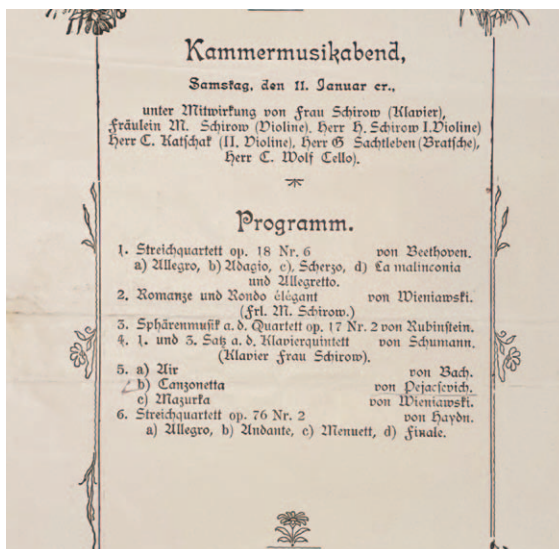 Kammermusikabend,
Samstag, den 11. Januar cr.,
unter Mitwirkung von Frau Schirow (Klavier),
Fräulein M. Schirow (Violine), Herr H. Schirow I.Violine)
Herr C. Katschak (II. Violine), Herr G Sachtleben (Bratsche),
Herr C. Wolf Cello).
Programm.
1. Streichquartett op. 18 Nr. 6 von Beethoven.
a) Allegro, b) Adagio, c). Scherzo, d) La malinconia
und Allegretto.
2. Romanze und Rondo élégant von Wieniawski.
(Frl. M. Schirow.)
3. Sphärenmusik a. d. Quartett op. 17 Nr. 2 von Rubinstein.
4. 1. und 3. Satz a. d. Klavierquintett von Schumann.
(Klavier Frau Schirow).
5. a) Air von Bach.
b) Canzonetta von Pejacsevich.
c) Mazurka von Wieniawski.
6. Streichquartett op. 76 Nr. 2 von Haydn.
a) Allegro, b) Andante, c) Menuett, d) Finale.